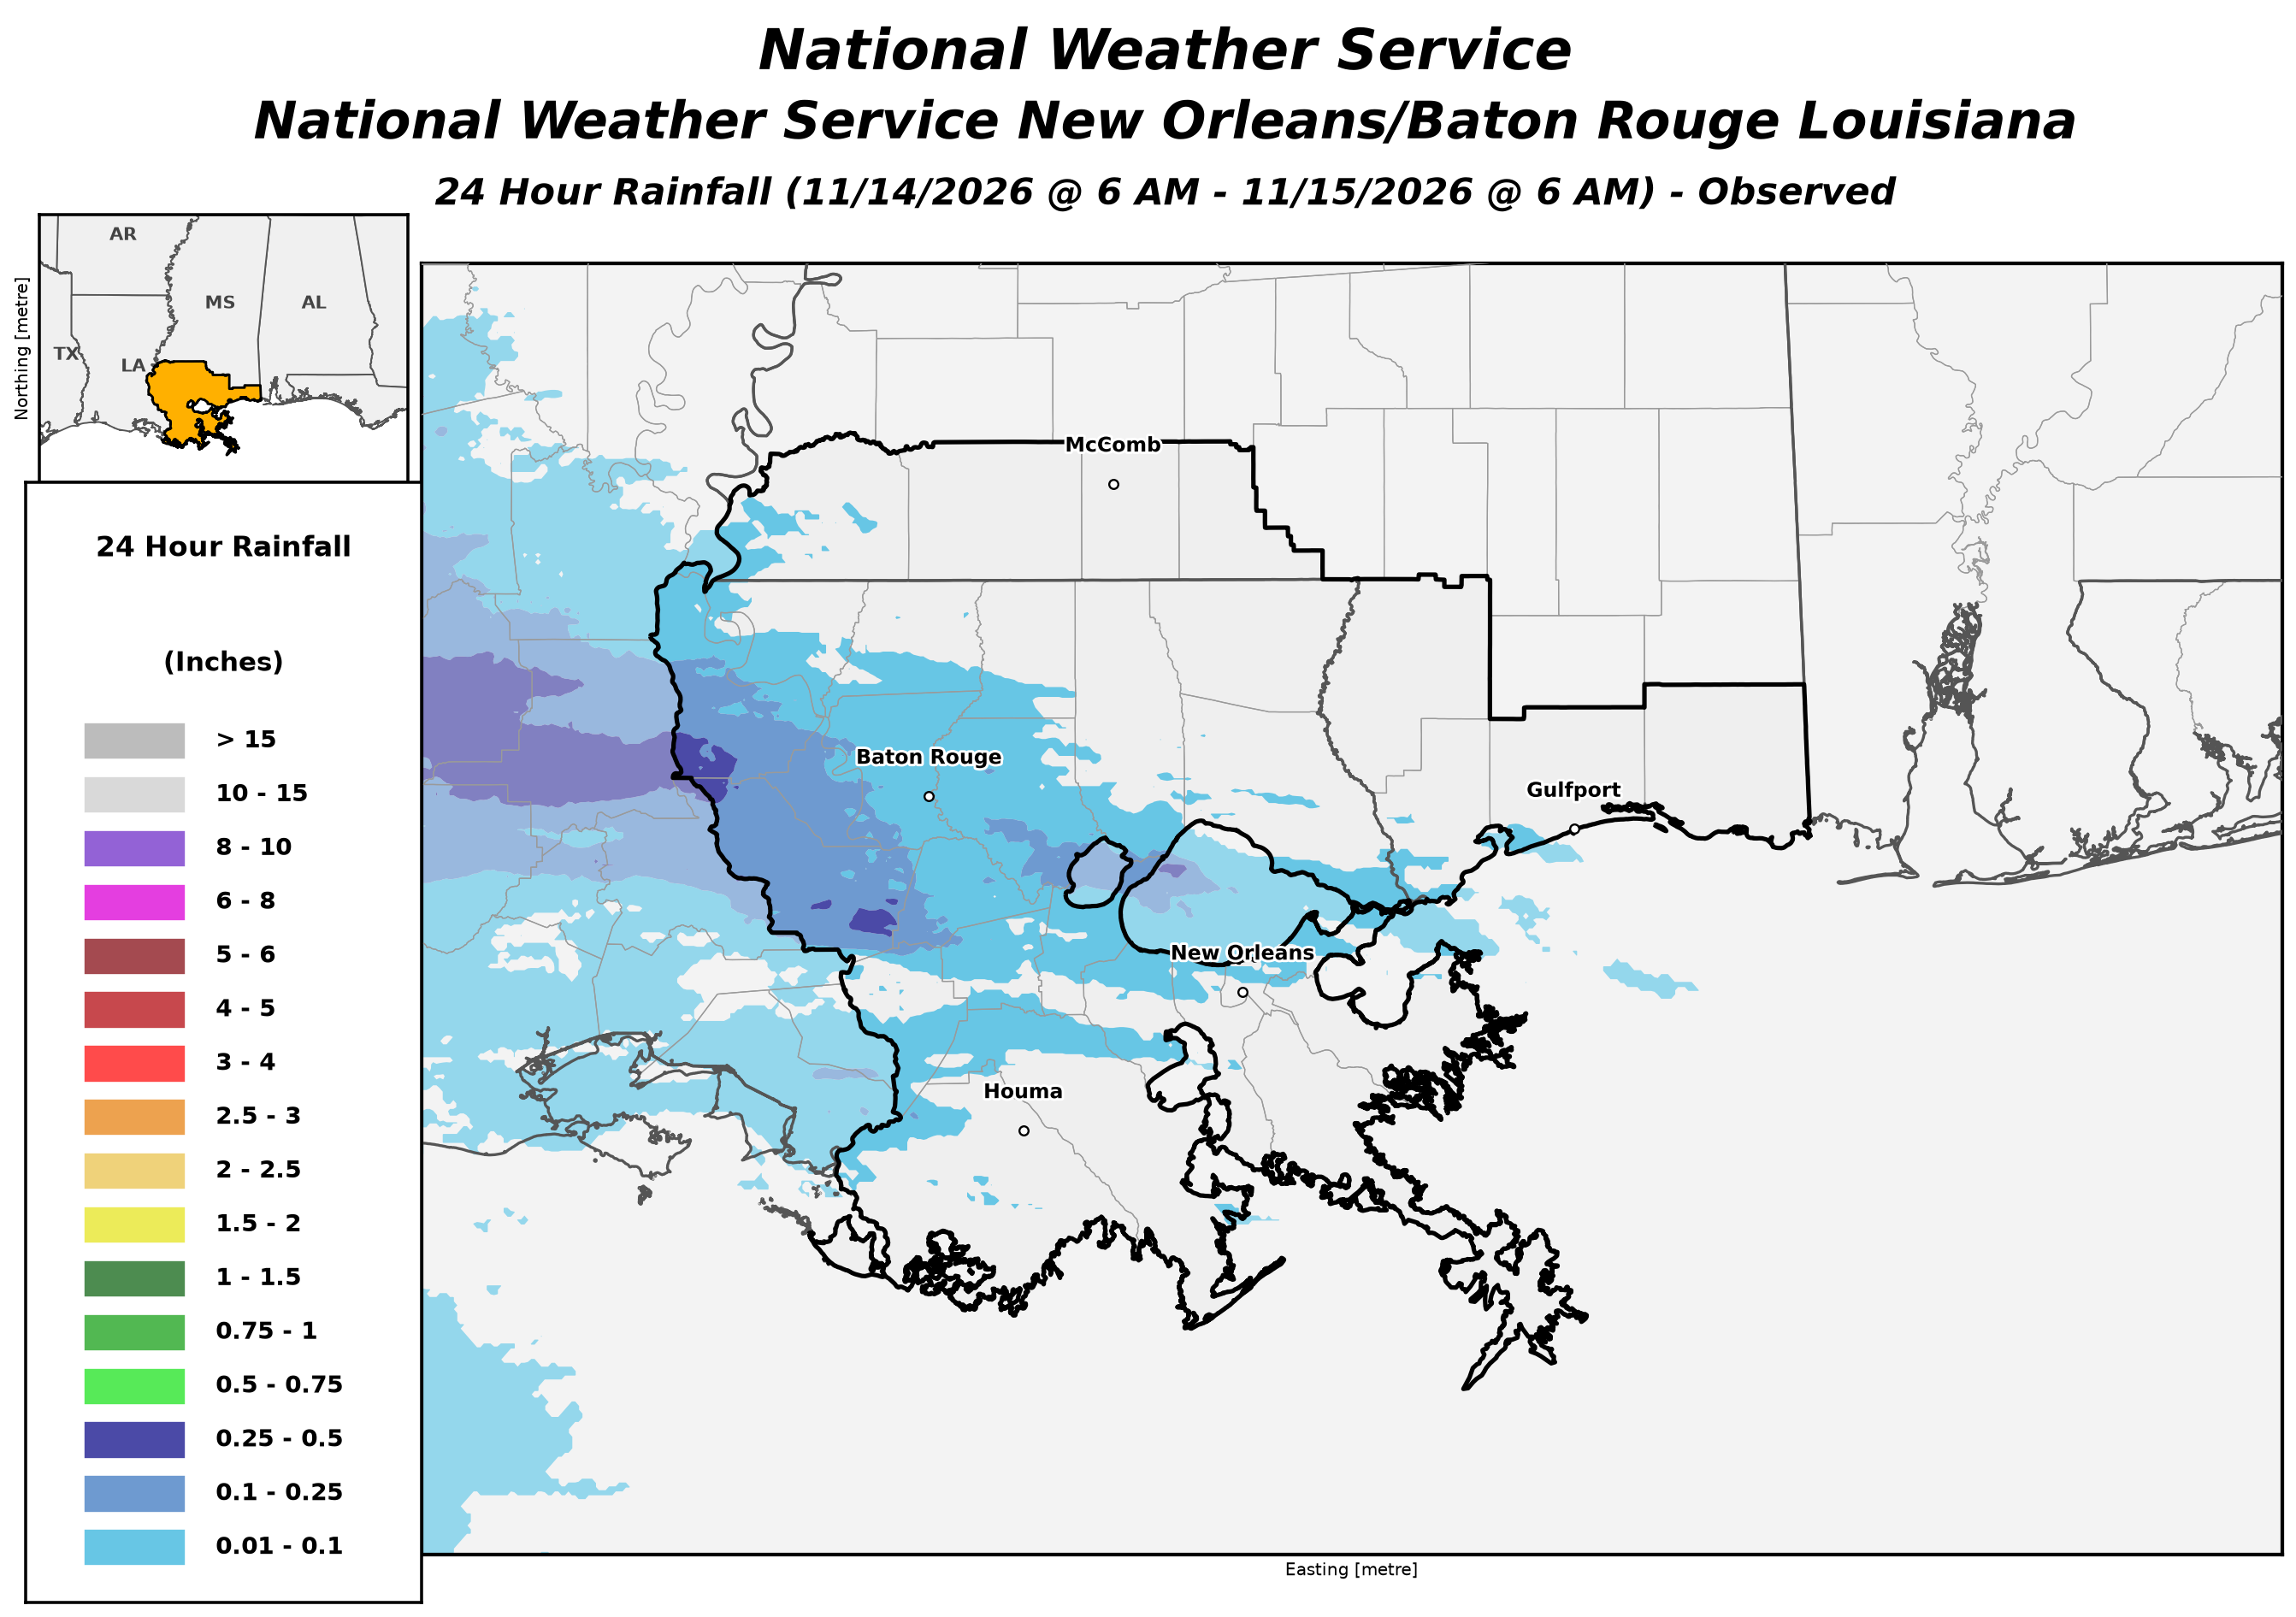 National Weather Service
National Weather Service New Orleans/Baton Rouge Louisiana
24 Hour Rainfall (11/14/2026 @ 6 AM - 11/15/2026 @ 6 AM) - Observed
AR
MS
AL
TX
LA
Northing [metre]
24 Hour Rainfall
(Inches)
> 15
10 - 15
8 - 10
6 - 8
5 - 6
4 - 5
3 - 4
2.5 - 3
2 - 2.5
1.5 - 2
1 - 1.5
0.75 - 1
0.5 - 0.75
0.25 - 0.5
0.1 - 0.25
0.01 - 0.1
McComb
Baton Rouge
Gulfport
New Orleans
Houma
Easting [metre]